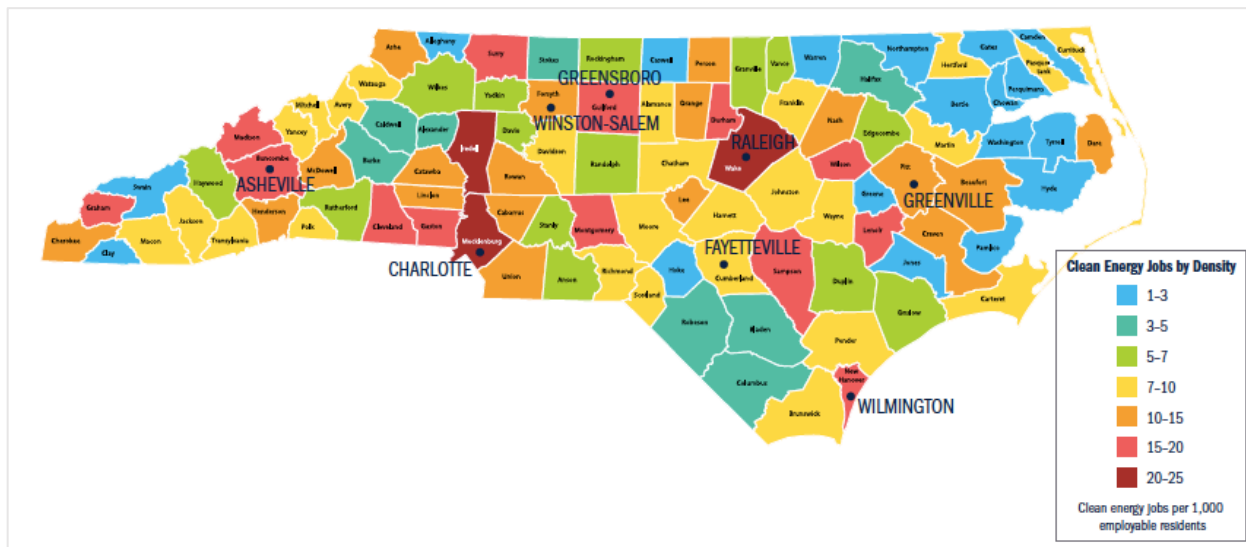 Ashe
Alleghany
Surry
Stokes
Rockingham
Caswell
Person
Granville
Vance
Warren
Northampton
Gates
Camden
Currituck
Pasquo-
tank
Hertford
Halifax
Perquimans
Chowan
Bertie
Watauga
Wilkes
Yadkin
Forsyth
GREENSBORO
Guilford
WINSTON-SALEM
Alamance
Orange
Durham
Franklin
Nash
Edgecombe
Martin
Washington
Tyrrell
Dare
Mitchell
Avery
Yancey
Caldwell
Alexander
Iredell
Davie
Davidson
Randolph
Chatham
RALEIGH
Wake
Wilson
Pitt
Beaufort
Hyde
Madison
Buncombe
ASHEVILLE
McDowell
Burke
Catawba
Lincoln
Rowan
Johnston
Greene
GREENVILLE
Swain
Haywood
Graham
Jackson
Henderson
Rutherford
Polk
Cleveland
Gaston
Mecklenburg
CHARLOTTE
Cabarrus
Stanly
Montgomery
Moore
Lee
Harnett
Wayne
Lenoir
Craven
Pamlico
Cherokee
Clay
Macon
Transylvania
Union
Anson
Richmond
Scotland
Hoke
FAYETTEVILLE
Cumberland
Sampson
Duplin
Jones
Onslow
Carteret
Robeson
Bladen
Pender
Columbus
Brunswick
New
Hanover
WILMINGTON
Clean Energy Jobs by Density
1–3
3–5
5–7
7–10
10–15
15–20
20–25
Clean energy jobs per 1,000
employable residents